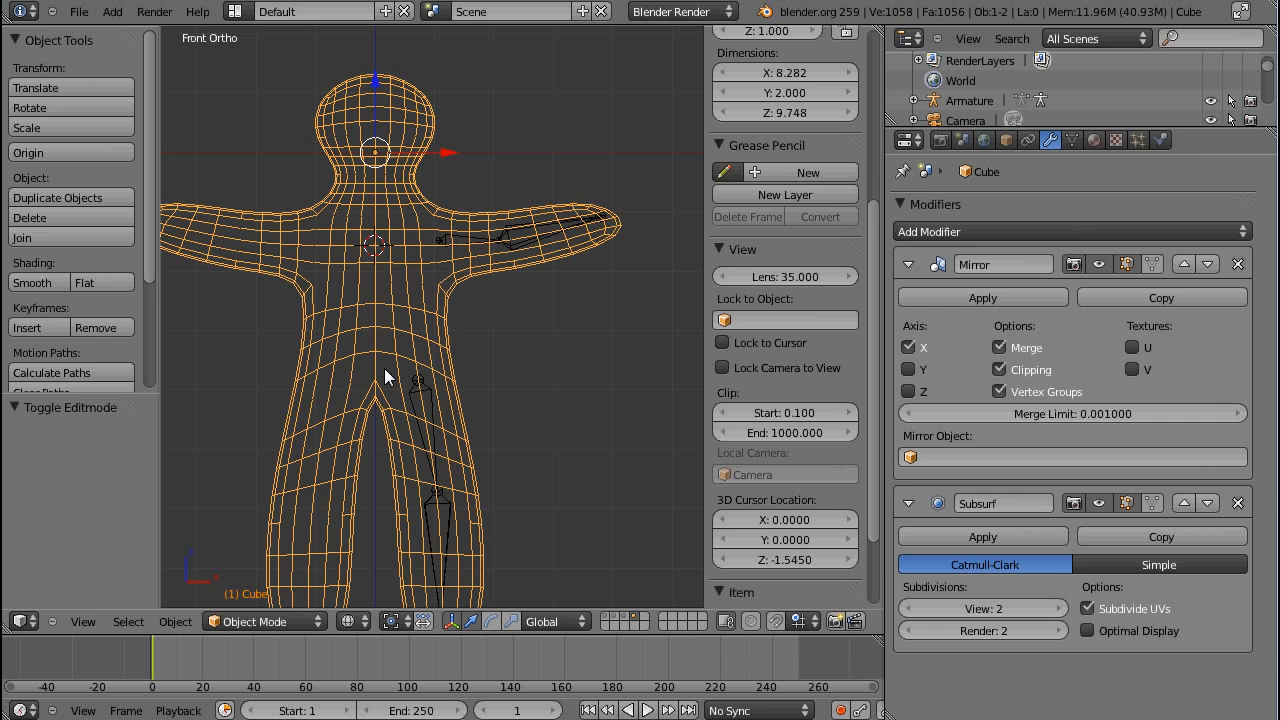 File Add Render Help Default Scene Blender Render blender.org 259 | Ve:1058 | Fa:1056 | Ob:1-2 | La:0 | Mem:11.96M (40.93M) | Cube
Object Tools
Transform:
Translate
Rotate
Scale
Origin
Object:
Duplicate Objects
Delete
Join
Shading:
Smooth Flat
Keyframes:
Insert Remove
Motion Paths:
Calculate Paths
Toggle Editmode
Front Ortho
(1) Cube
Z: 1.000
Dimensions:
X: 8.282
Y: 2.000
Z: 9.748
Grease Pencil
New
New Layer
Delete Frame Convert
View
Lens: 35.000
Lock to Object:
Lock to Cursor
Lock Camera to View
Clip:
Start: 0.100
End: 1000.000
Local Camera:
Camera
3D Cursor Location:
X: 0.0000
Y: 0.0000
Z: -1.5450
Item
View Search All Scenes
RenderLayers |
World
Armature |
Camera |
Cube
Modifiers
Add Modifier
Mirror
Apply Copy
Axis: Options: Textures:
X Merge U
Y Clipping V
Z Vertex Groups
Merge Limit: 0.001000
Mirror Object:
Subsurf
Apply Copy
Catmull-Clark Simple
Subdivisions: Options:
View: 2 Subdivide UVs
Render: 2 Optimal Display
View Select Object Object Mode Global
-40 -20 0 20 40 60 80 100 120 140 160 180 200 220 240 260
View Frame Playback Start: 1 End: 250 1 No Sync